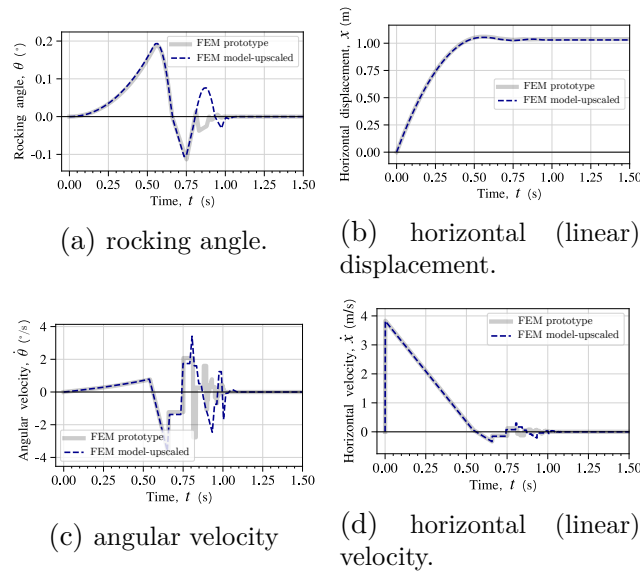 Rocking angle, θ (°)
0.2
0.1
0.0
-0.1
FEM prototype
FEM model-upscaled
0.00 0.25 0.50 0.75 1.00 1.25 1.50
Time, t (s)
(a) rocking angle.
Horizontal displacement, x (m)
1.00
0.75
0.50
0.25
0.00
FEM prototype
FEM model-upscaled
0.00 0.25 0.50 0.75 1.00 1.25 1.50
Time, t (s)
(b) horizontal (linear)
displacement.
Angular velocity, θ̇ (°/s)
4
2
0
-2
-4
FEM prototype
FEM model-upscaled
0.00 0.25 0.50 0.75 1.00 1.25 1.50
Time, t (s)
(c) angular velocity
Horizontal velocity, ẋ (m/s)
4
3
2
1
0
FEM prototype
FEM model-upscaled
0.00 0.25 0.50 0.75 1.00 1.25 1.50
Time, t (s)
(d) horizontal (linear)
velocity.